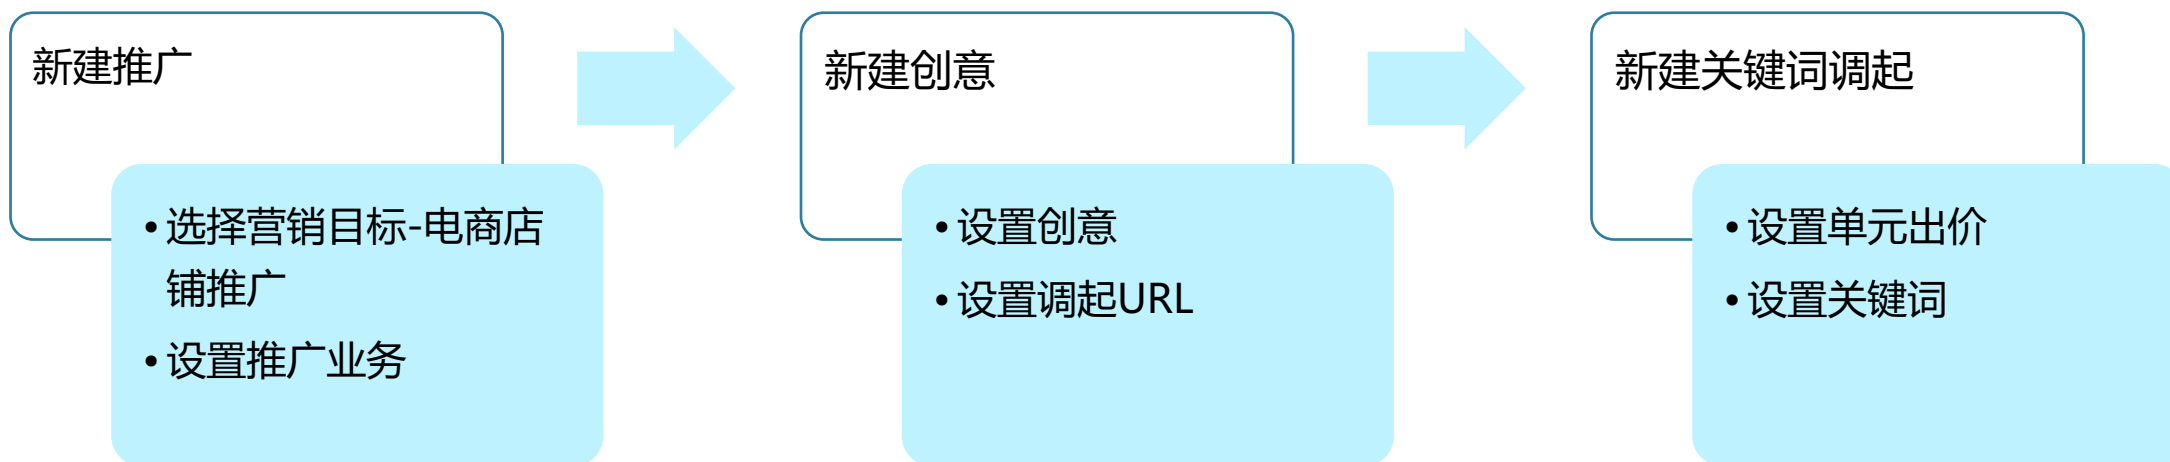 新建推广
• 选择营销目标-电商店
铺推广
• 设置推广业务
新建创意
• 设置创意
• 设置调起URL
新建关键词调起
• 设置单元出价
• 设置关键词